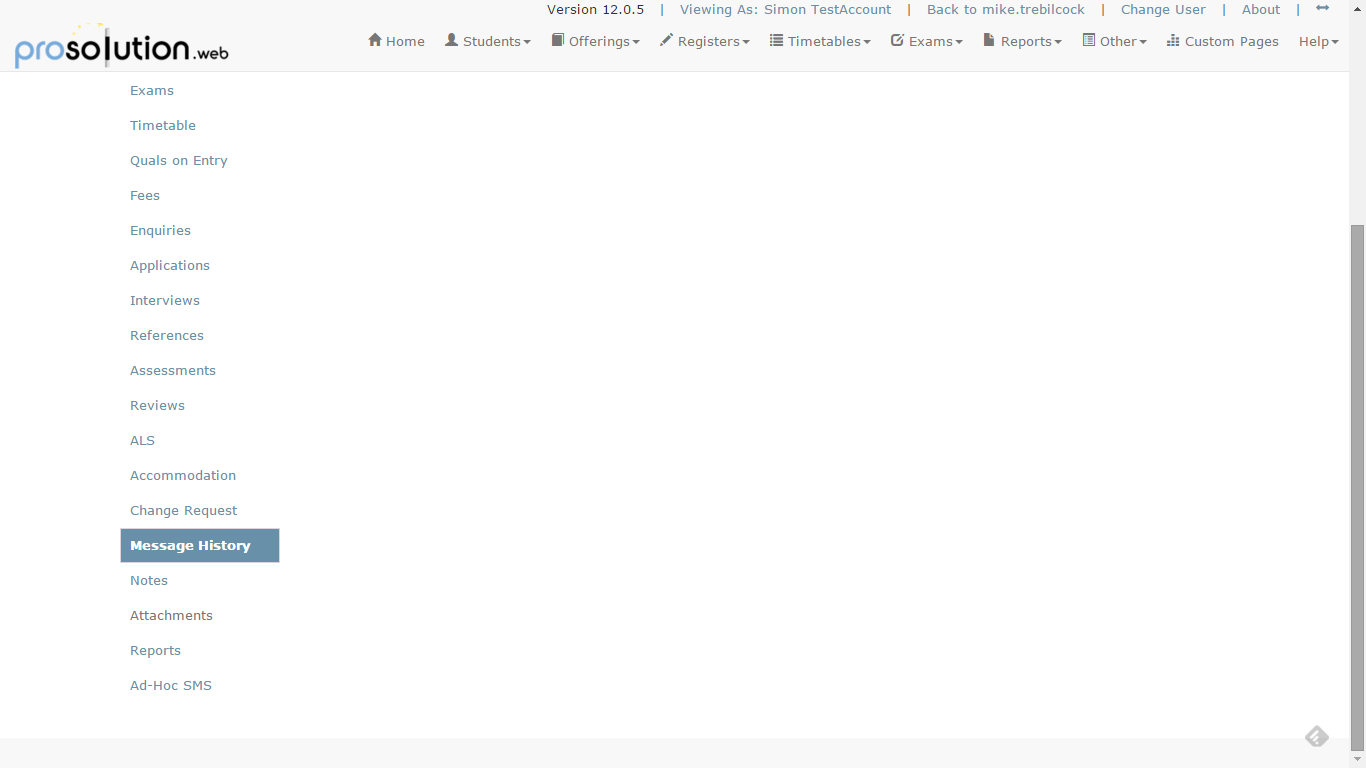 Version 12.0.5 | Viewing As: Simon TestAccount | Back to mike.trebilcock | Change User | About |
prosolution.web
Home Students Offerings Registers Timetables Exams Reports Other Custom Pages Help
Exams
Timetable
Quals on Entry
Fees
Enquiries
Applications
Interviews
References
Assessments
Reviews
ALS
Accommodation
Change Request
Message History
Notes
Attachments
Reports
Ad-Hoc SMS